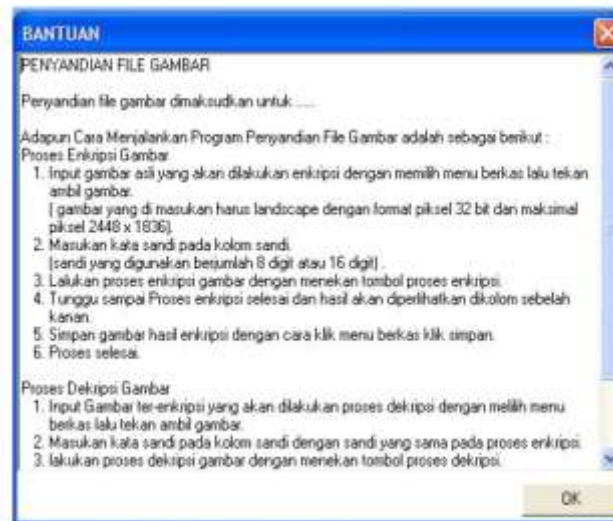 BANTUAN
PENYANDIAN FILE GAMBAR
Penyandian file gambar dimaksudkan untuk .....
Adapun Cara Menjalankan Program Penyandian File Gambar adalah sebagai berikut :
Proses Enkripsi Gambar
1. Input gambar asli yang akan dilakukan enkripsi dengan memilih menu berkas lalu tekan
ambil gambar.
( gambar yang di masukan harus landscape dengan format piksel 32 bit dan maksimal
piksel 2448 x 1836).
2. Masukan kata sandi pada kolom sandi.
(sandi yang digunakan berjumlah 8 digit atau 16 digit) .
3. Lalukan proses enkripsi gambar dengan menekan tombol proses enkripsi.
4. Tunggu sampai Proses enkripsi selesai dan hasil akan diperlihatkan dikolom sebelah
kanan.
5. Simpan gambar hasil enkripsi dengan cara klik menu berkas klik simpan.
6. Proses selesai.
Proses Dekripsi Gambar
1. Input Gambar ter-enkripsi yang akan dilakukan proses dekripsi dengan melilih menu
berkas lalu tekan ambil gambar.
2. Masukan kata sandi pada kolom sandi dengan sandi yang sama pada proses enkripsi.
3. lakukan proses dekripsi gambar dengan menekan tombol proses dekripsi.
OK